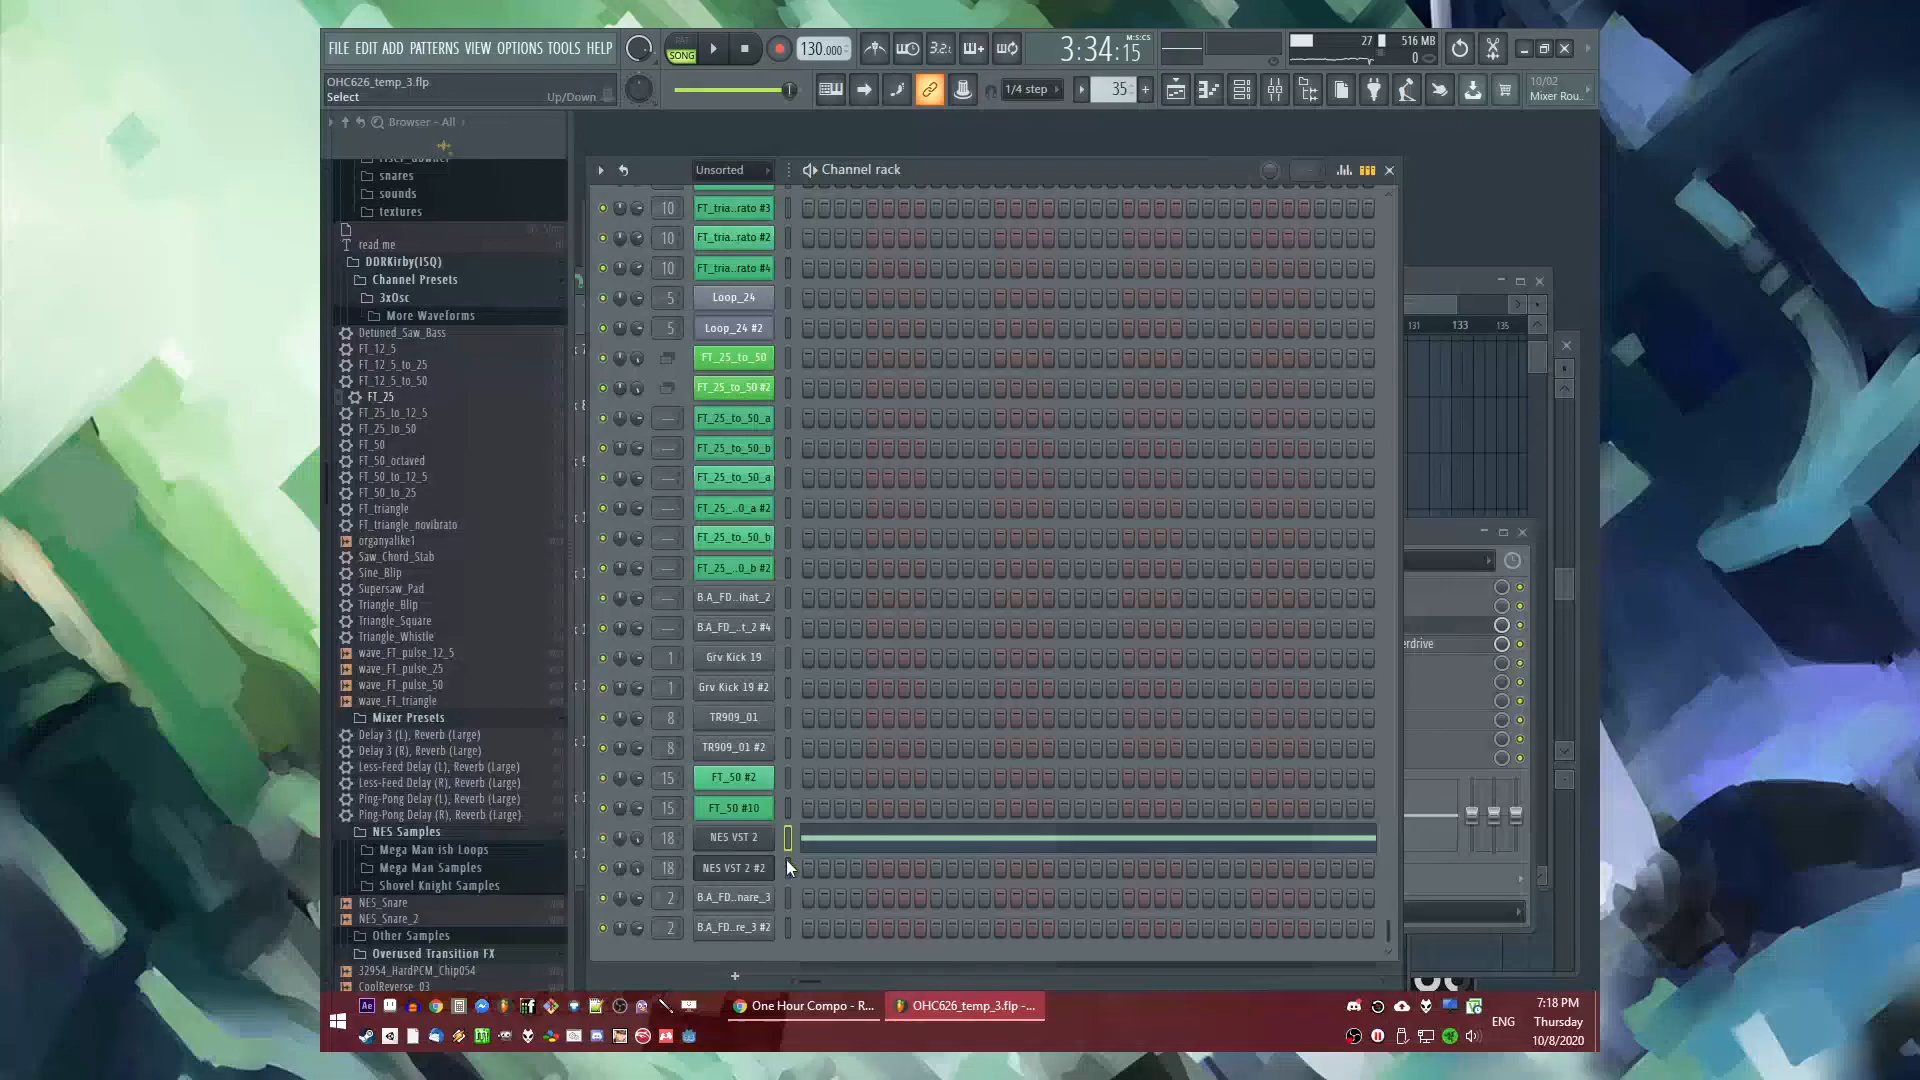 FILE EDIT ADD PATTERNS VIEW OPTIONS TOOLS HELP
PAT
SONG
130.000
3:34:15
M:S:CS
27
516 MB
0
OHC626_temp_3.flp
Select
Up/Down
1/4 step
35
10/02
Mixer Rou..
Browser - All
snares
sounds
textures
read me
DDRKirby(ISQ)
Channel Presets
3xOsc
More Waveforms
Detuned_Saw_Bass
FT_12_5
FT_12_5_to_25
FT_12_5_to_50
FT_25
FT_25_to_12_5
FT_25_to_50
FT_50
FT_50_octaved
FT_50_to_12_5
FT_50_to_25
FT_triangle
FT_triangle_novibrato
organyalike1
Saw_Chord_Stab
Sine_Blip
Supersaw_Pad
Triangle_Blip
Triangle_Square
Triangle_Whistle
wave_FT_pulse_12_5
wave_FT_pulse_25
wave_FT_pulse_50
wave_FT_triangle
Mixer Presets
Delay 3 (L), Reverb (Large)
Delay 3 (R), Reverb (Large)
Less-Feed Delay (L), Reverb (Large)
Less-Feed Delay (R), Reverb (Large)
Ping-Pong Delay (L), Reverb (Large)
Ping-Pong Delay (R), Reverb (Large)
NES Samples
Mega Man ish Loops
Mega Man Samples
Shovel Knight Samples
NES_Snare
NES_Snare_2
Other Samples
Overused Transition FX
32954_HardPCM_Chip054
CoolReverse_03
Unsorted
Channel rack
10 FT_tria..rato #3
10 FT_tria..rato #2
10 FT_tria..rato #4
5 Loop_24
5 Loop_24 #2
FT_25_to_50
FT_25_to_50 #2
FT_25_to_50_a
FT_25_to_50_b
FT_25_to_50_a
FT_25_..0_a #2
FT_25_to_50_b
FT_25_..0_b #2
B.A_FD..ihat_2
B.A_FD_..t_2 #4
1 Grv Kick 19
1 Grv Kick 19 #2
8 TR909_01
8 TR909_01 #2
15 FT_50 #2
15 FT_50 #10
18 NES VST 2
18 NES VST 2 #2
2 B.A_FD..nare_3
2 B.A_FD..re_3 #2
131 133 135
erdrive
One Hour Compo - R...
OHC626_temp_3.flp -...
ENG
7:18 PM
Thursday
10/8/2020